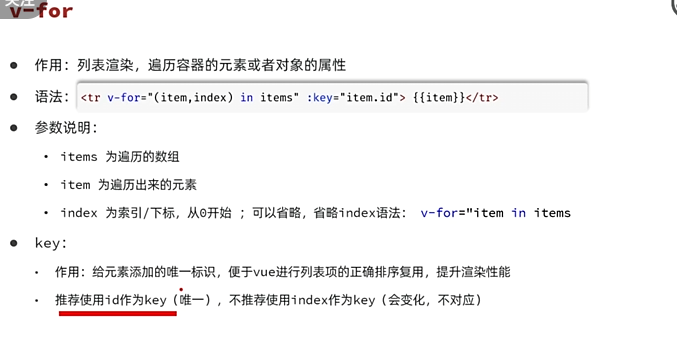 关注
v-for
作用：列表渲染，遍历容器的元素或者对象的属性
语法：<tr v-for="(item,index) in items" :key="item.id"> {{item}}</tr>
参数说明：
items 为遍历的数组
item 为遍历出来的元素
index 为索引/下标，从0开始 ；可以省略，省略index语法： v-for="item in items
key：
作用：给元素添加的唯一标识，便于vue进行列表项的正确排序复用，提升渲染性能
推荐使用id作为key（唯一），不推荐使用index作为key（会变化，不对应）